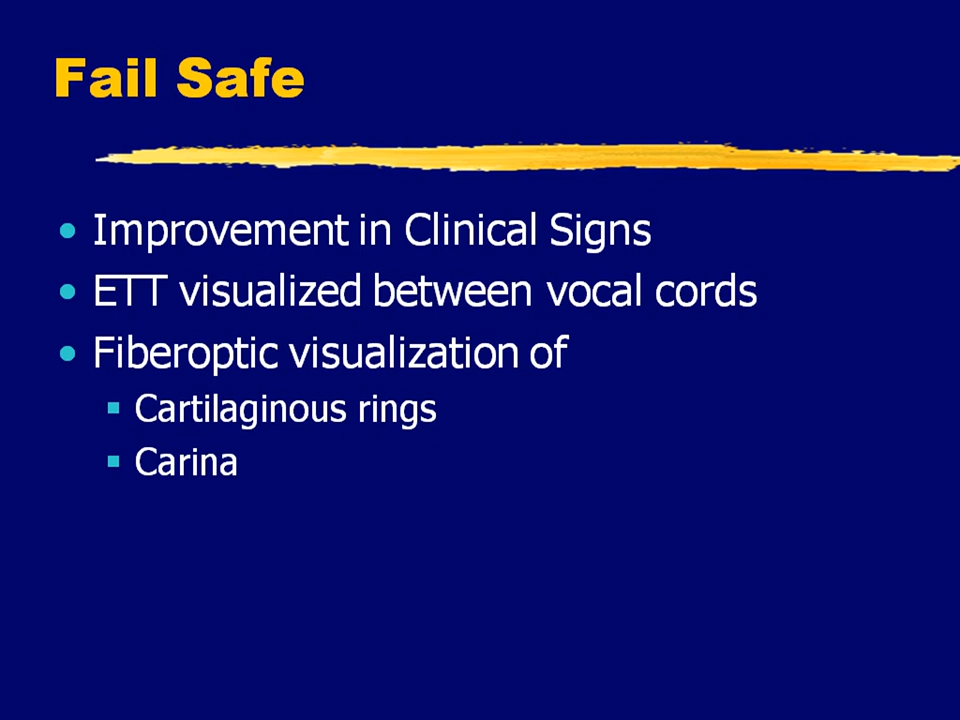 Fail Safe
• Improvement in Clinical Signs
• ETT visualized between vocal cords
• Fiberoptic visualization of
▪ Cartilaginous rings
▪ Carina